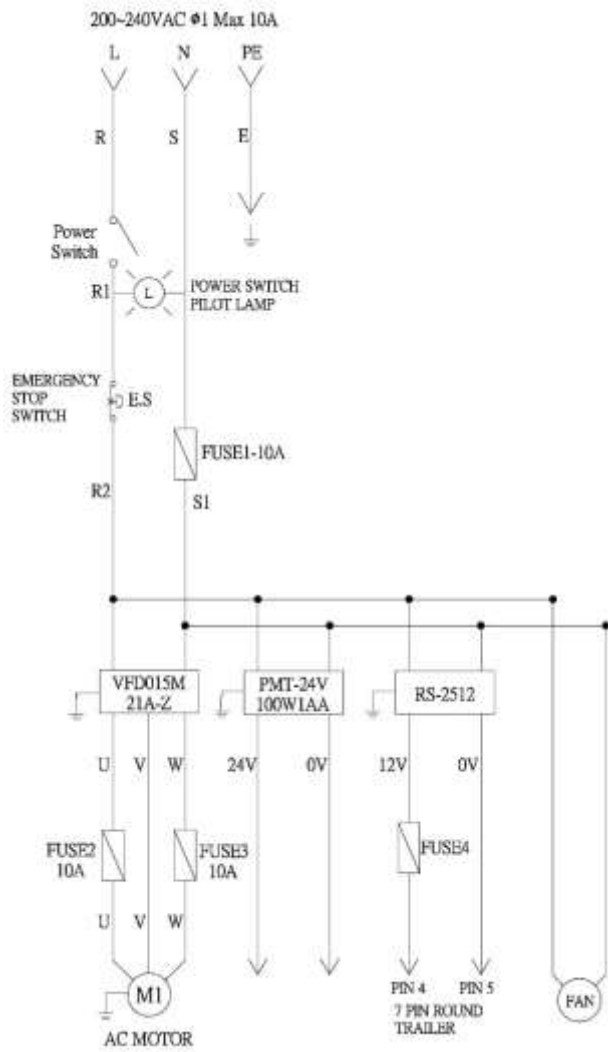 200~240VAC Φ1 Max 10A
L N PE
R S E
Power
Switch
R1
L
POWER SWITCH
PILOT LAMP
EMERGENCY
STOP
SWITCH
E.S
FUSE1-10A
R2
S1
VFD015M
21A-Z
PMT-24V
100W1AA
RS-2512
U V W 24V 0V 12V 0V
FUSE2
10A
FUSE3
10A
FUSE4
U V W
M1
AC MOTOR
PIN 4 PIN 5
7 PIN ROUND
TRAILER
FAN